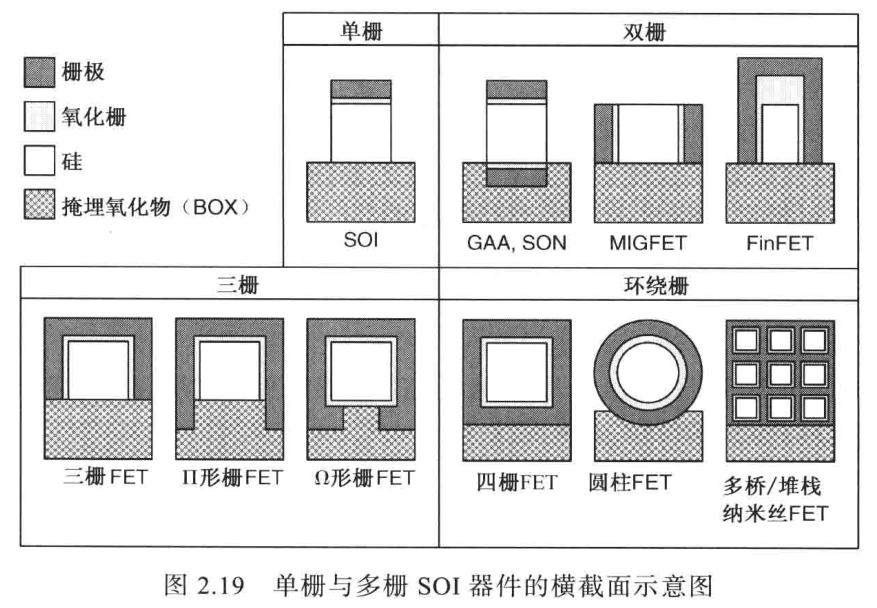 单栅
双栅
栅极
氧化栅
硅
掩埋氧化物（BOX）
SOI
GAA, SON
MIGFET
FinFET
三栅
环绕栅
三栅FET
Π形栅FET
Ω形栅FET
四栅FET
圆柱FET
多桥/堆栈
纳米丝FET
图 2.19 单栅与多栅 SOI 器件的横截面示意图